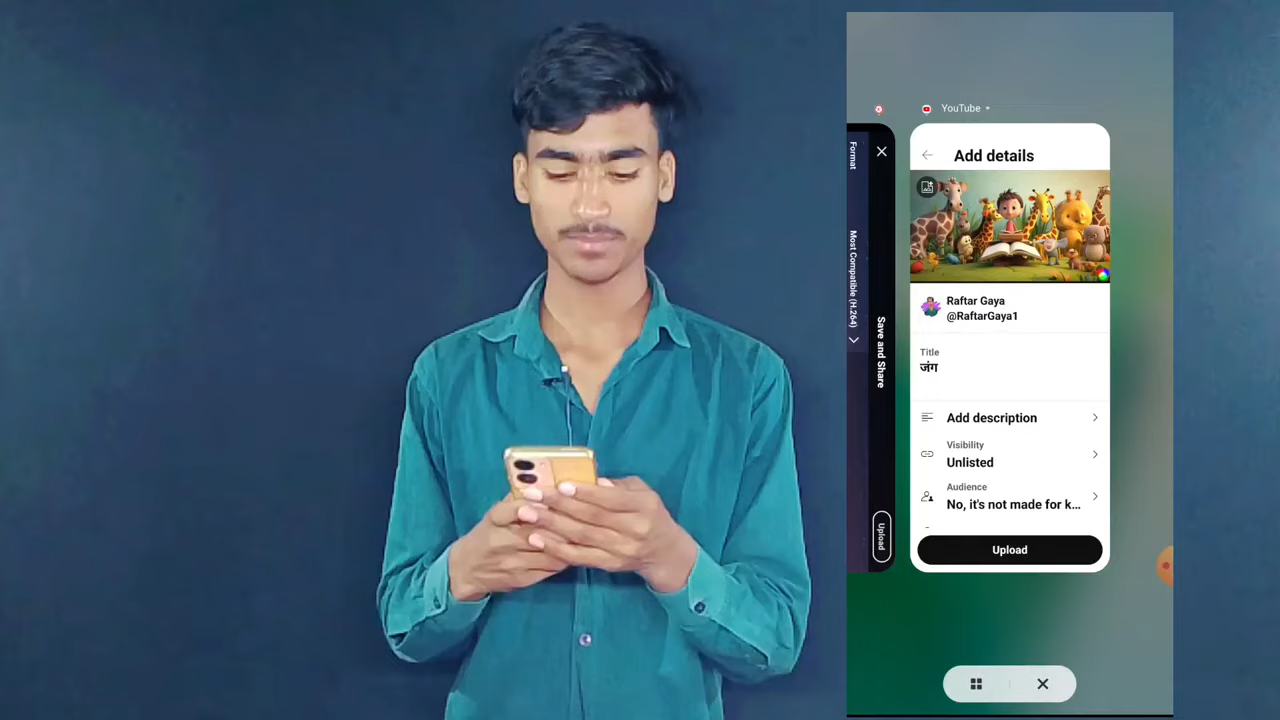 YouTube
Format
Most Compatible (H.264)
Save and Share
Upload
Add details
Raftar Gaya
@RaftarGaya1
Title
जंग
Add description
Visibility
Unlisted
Audience
No, it's not made for k...
Upload